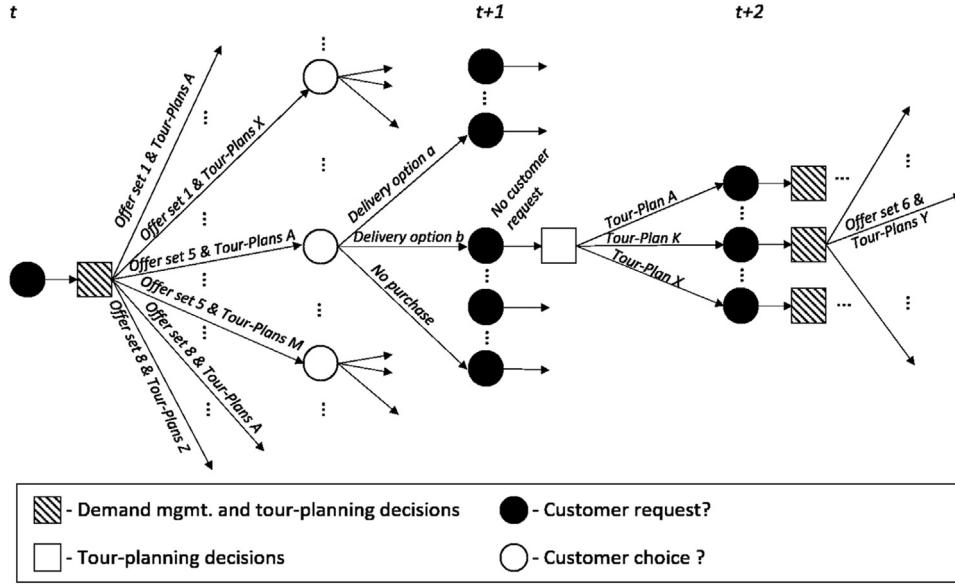 t
t+1
t+2
Offer set 1 & Tour-Plans A
Offer set 1 & Tour-Plans X
Offer set 5 & Tour-Plans A
Offer set 5 & Tour-Plans M
Offer set 8 & Tour-Plans A
Offer set 8 & Tour-Plans Z
Delivery option a
Delivery option b
No purchase
No customer
request
Tour-Plan A
Tour-Plan K
Tour-Plan X
Offer set 6 &
Tour-Plans Y
- Demand mgmt. and tour-planning decisions
- Customer request?
- Tour-planning decisions
- Customer choice ?